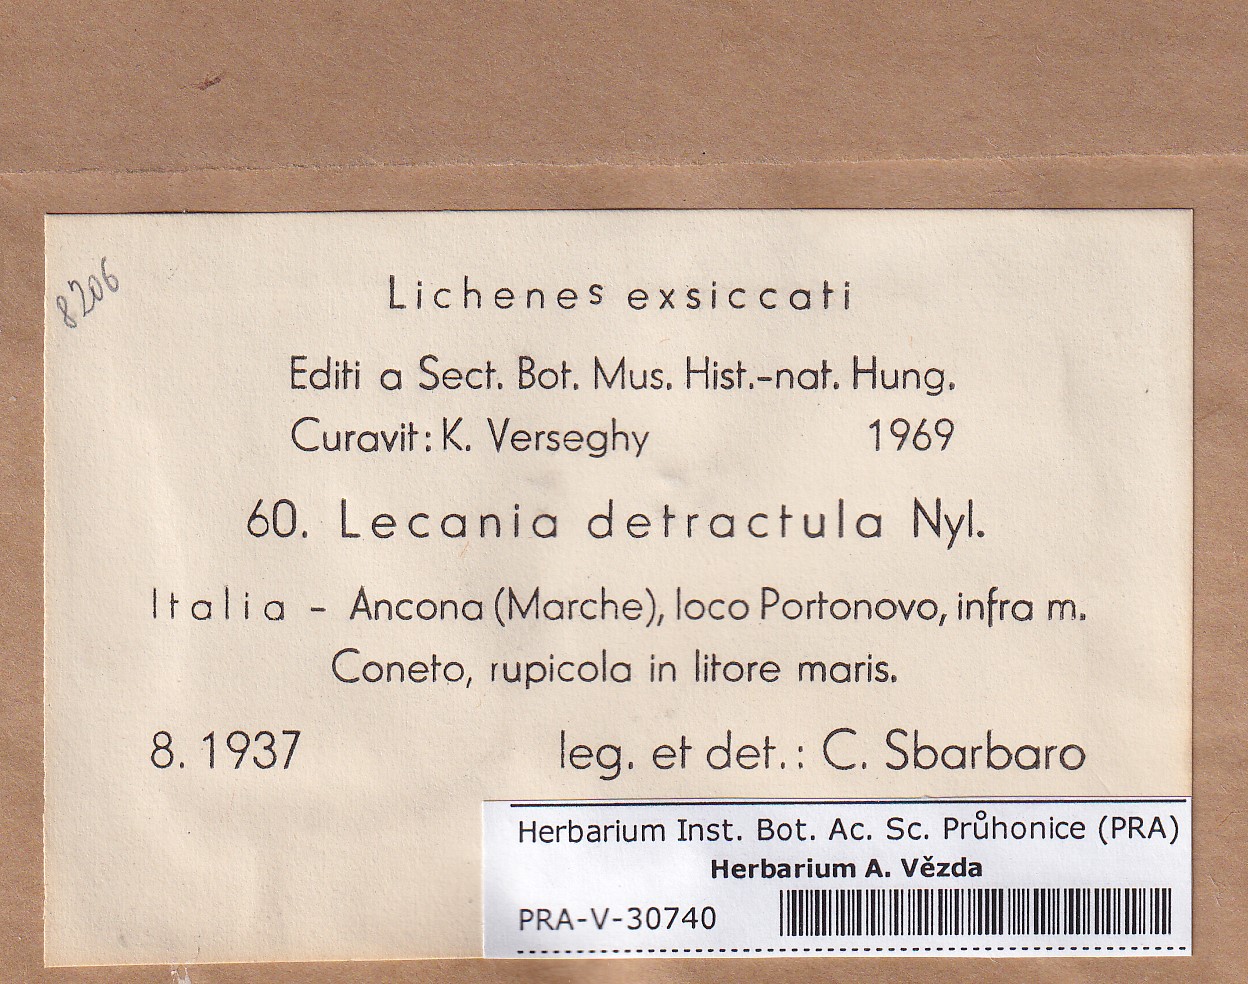 8206
Lichenes exsiccati
Editi a Sect. Bot. Mus. Hist.-nat. Hung.
Curavit: K. Verseghy 1969
60. Lecania detractula Nyl.
Italia - Ancona (Marche), loco Portonovo, infra m.
Coneto, rupicola in litore maris.
8. 1937 leg. et det.: C. Sbarbaro
Herbarium Inst. Bot. Ac. Sc. Průhonice (PRA)
Herbarium A. Vězda
PRA-V-30740